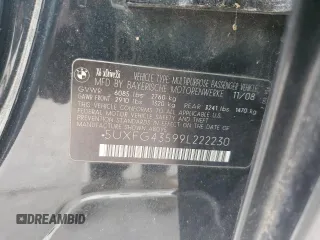 VEHICLE TYPE: MULTIPURPOSE PASSENGER VEHICLE
MFD BY BAYERISCHE MOTORENWERKE 11/08
GVWR 6085 lbs 2760 kg
GAWR FRONT 2910 lbs 1320 kg REAR 3241 lbs 1470 kg
THIS VEHICLE CONFORMS TO ALL APPLICABLE
FEDERAL MOTOR VEHICLE SAFETY AND THEFT
PREVENTION STANDARDS IN EFFECT ON THE
DATE OF MANUFACTURE SHOWN ABOVE
5UXFG43599L222230
DREAMBID